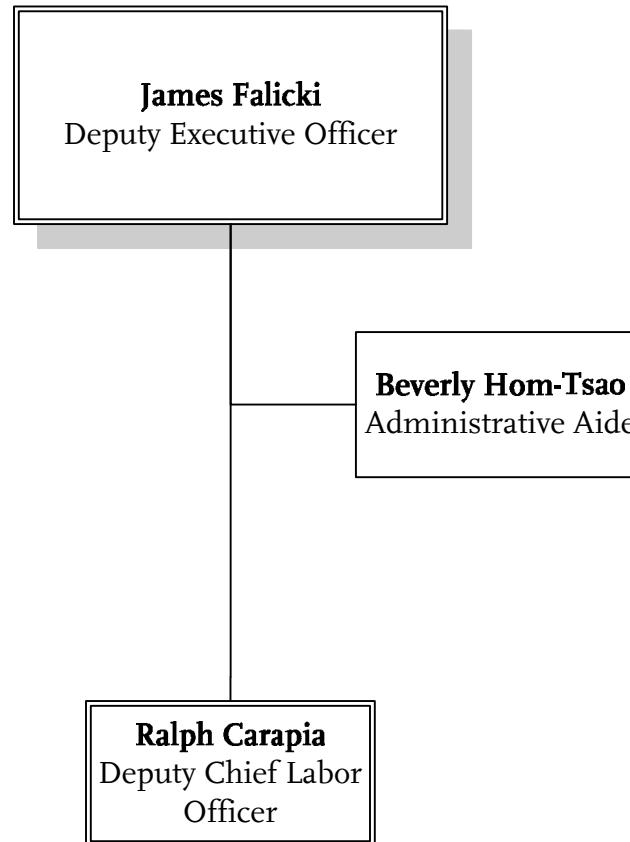 James Falicki
Deputy Executive Officer
Beverly Hom-Tsao
Administrative Aide
Ralph Carapia
Deputy Chief Labor
Officer